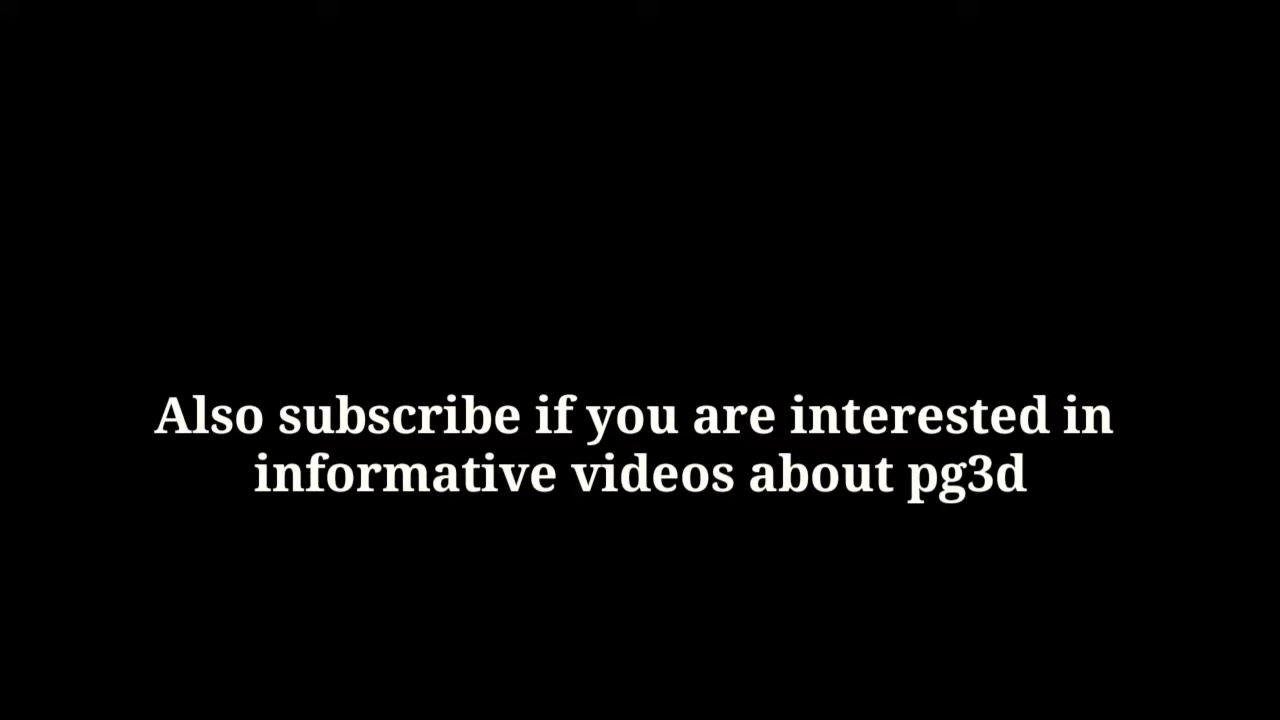 Also subscribe if you are interested in
informative videos about pg3d